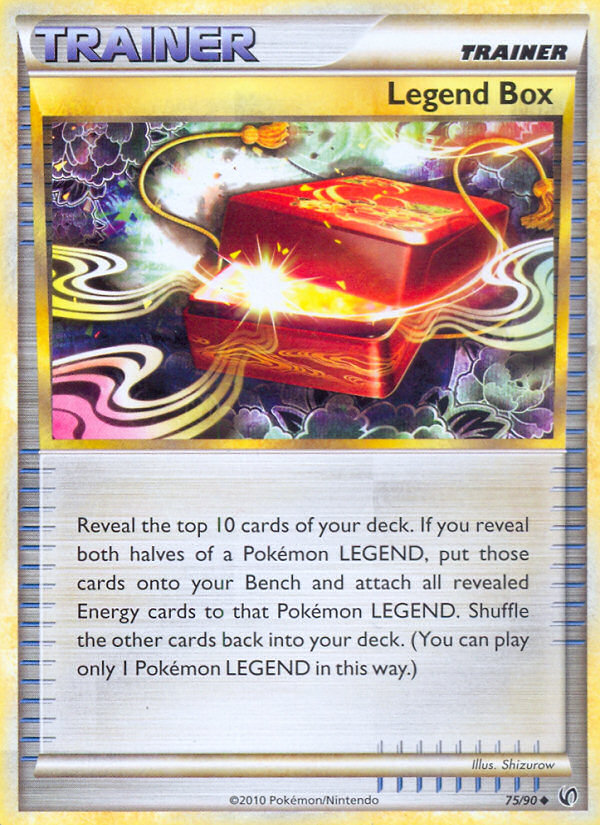 TRAINER
TRAINER
Legend Box
Reveal the top 10 cards of your deck. If you reveal
both halves of a Pokémon LEGEND, put those
cards onto your Bench and attach all revealed
Energy cards to that Pokémon LEGEND. Shuffle
the other cards back into your deck. (You can play
only 1 Pokémon LEGEND in this way.)
Illus. Shizurow
©2010 Pokémon/Nintendo
75/90